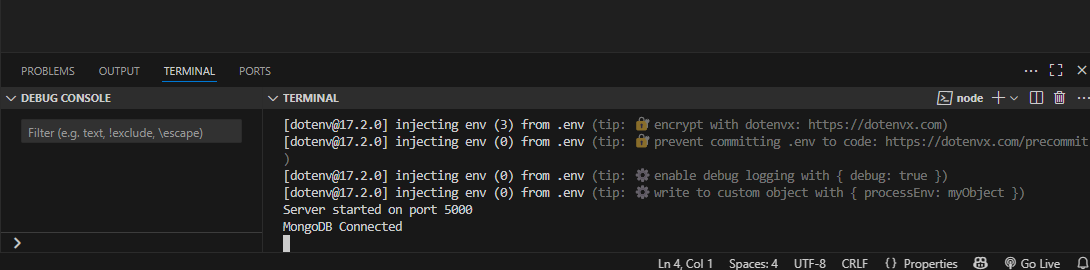 PROBLEMS OUTPUT TERMINAL PORTS
DEBUG CONSOLE
Filter (e.g. text, !exclude, \escape)
TERMINAL
node
[dotenv@17.2.0] injecting env (3) from .env (tip: 🔐 encrypt with dotenvx: https://dotenvx.com)
[dotenv@17.2.0] injecting env (0) from .env (tip: 🔐 prevent committing .env to code: https://dotenvx.com/precommit
)
[dotenv@17.2.0] injecting env (0) from .env (tip: ⚙️ enable debug logging with { debug: true })
[dotenv@17.2.0] injecting env (0) from .env (tip: ⚙️ write to custom object with { processEnv: myObject })
Server started on port 5000
MongoDB Connected
Ln 4, Col 1 Spaces: 4 UTF-8 CRLF {} Properties Go Live